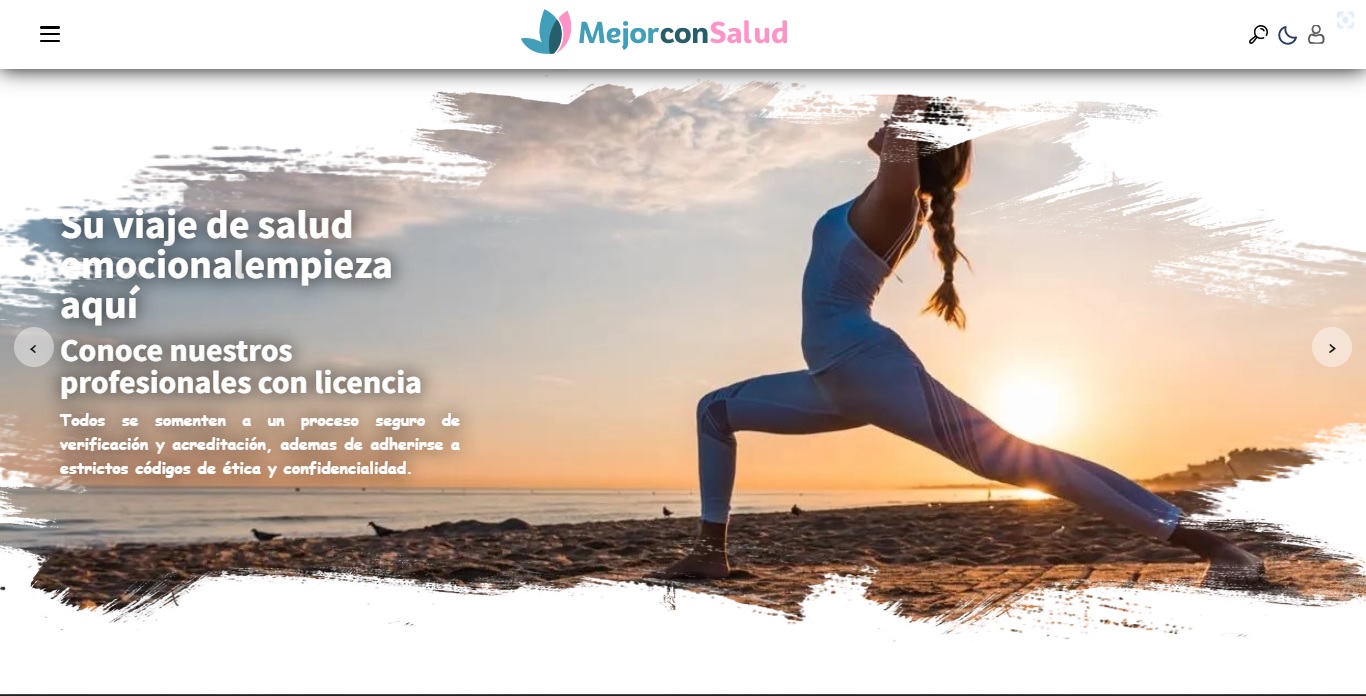 MejorconSalud
Su viaje de salud
emocionalempieza
aquí
Conoce nuestros
profesionales con licencia
Todos se somenten a un proceso seguro de
verificación y acreditación, ademas de adherirse a
estrictos códigos de ética y confidencialidad.